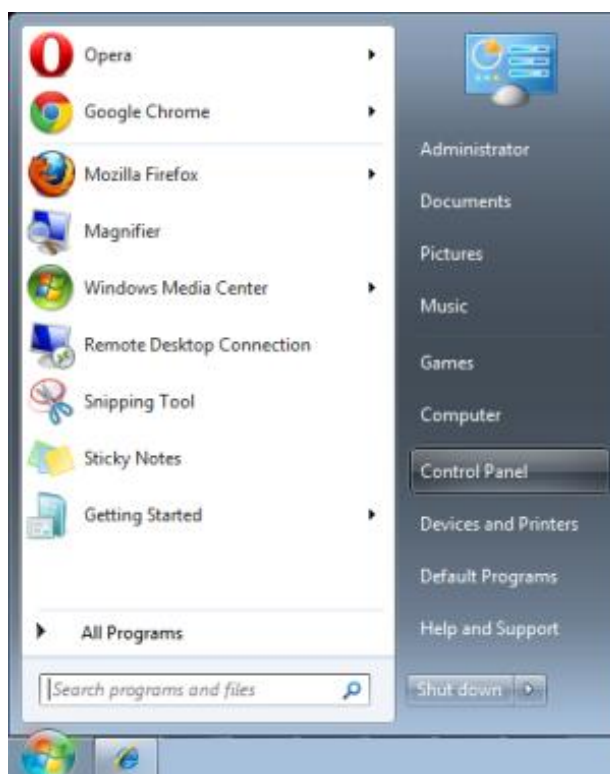 Opera
Google Chrome
Mozilla Firefox
Magnifier
Windows Media Center
Remote Desktop Connection
Snipping Tool
Sticky Notes
Getting Started
All Programs
Search programs and files
Administrator
Documents
Pictures
Music
Games
Computer
Control Panel
Devices and Printers
Default Programs
Help and Support
Shut down